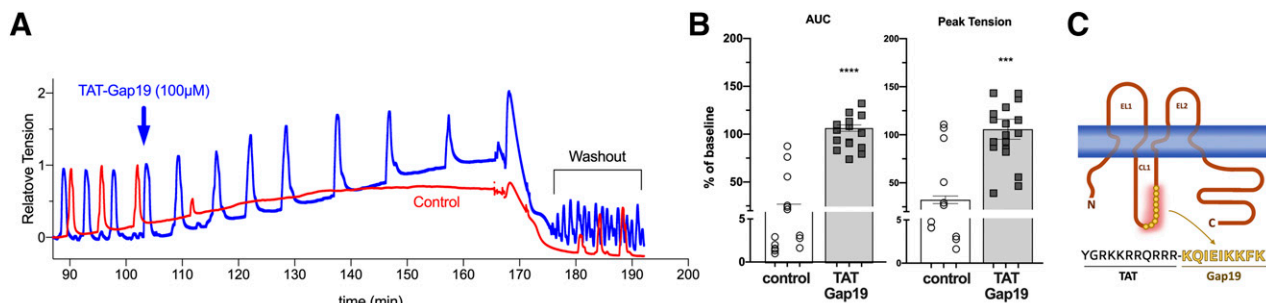 A
TAT-Gap19 (100µM)
Relatove Tension
2
1
0
Washout
Control
90 100 110 120 130 140 150 160 170 180 190 200
time (min)
B
AUC
Peak Tension
% of baseline
200
150
100
50
5
0
****
control
TAT
Gap19
200
150
100
50
5
0
***
control
TAT
Gap19
C
EL1
EL2
CL1
N
C
YGRKKRRQRRR-KQIEIKKFK
TAT
Gap19